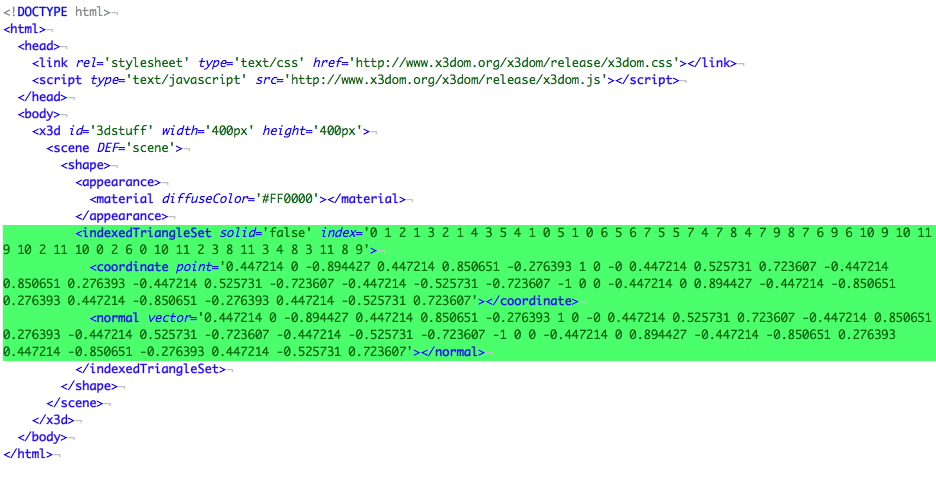 <!DOCTYPE html>¬
<html>¬
  <head>¬
    <link rel='stylesheet' type='text/css' href='http://www.x3dom.org/x3dom/release/x3dom.css'></link>¬
    <script type='text/javascript' src='http://www.x3dom.org/x3dom/release/x3dom.js'></script>¬
  </head>¬
  <body>¬
    <x3d id='3dstuff' width='400px' height='400px'>¬
      <scene DEF='scene'>¬
        <shape>¬
          <appearance>¬
            <material diffuseColor='#FF0000'></material>¬
          </appearance>¬
          <indexedTriangleSet solid='false' index='0 1 2 1 3 2 1 4 3 5 4 1 0 5 1 0 6 5 6 7 5 5 7 4 7 8 4 7 9 8 7 6 9 6 10 9 10 11
9 10 2 11 10 0 2 6 0 10 11 2 3 8 11 3 4 8 3 11 8 9'>¬
            <coordinate point='0.447214 0 -0.894427 0.447214 0.850651 -0.276393 1 0 -0 0.447214 0.525731 0.723607 -0.447214
0.850651 0.276393 -0.447214 0.525731 -0.723607 -0.447214 -0.525731 -0.723607 -1 0 0 -0.447214 0 0.894427 -0.447214 -0.850651
0.276393 0.447214 -0.850651 -0.276393 0.447214 -0.525731 0.723607'></coordinate>
            <normal vector='0.447214 0 -0.894427 0.447214 0.850651 -0.276393 1 0 -0 0.447214 0.525731 0.723607 -0.447214 0.850651
0.276393 -0.447214 0.525731 -0.723607 -0.447214 -0.525731 -0.723607 -1 0 0 -0.447214 0 0.894427 -0.447214 -0.850651 0.276393
0.447214 -0.850651 -0.276393 0.447214 -0.525731 0.723607'></normal>¬
          </indexedTriangleSet>¬
        </shape>¬
      </scene>¬
    </x3d>¬
  </body>¬
</html>¬